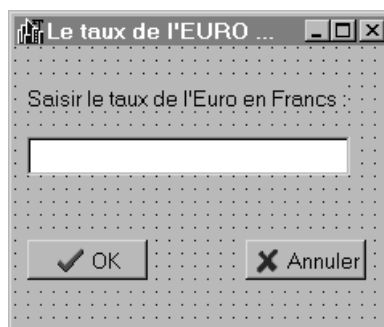 Le taux de l'EURO ...
Saisir le taux de l'Euro en Francs :
OK
Annuler